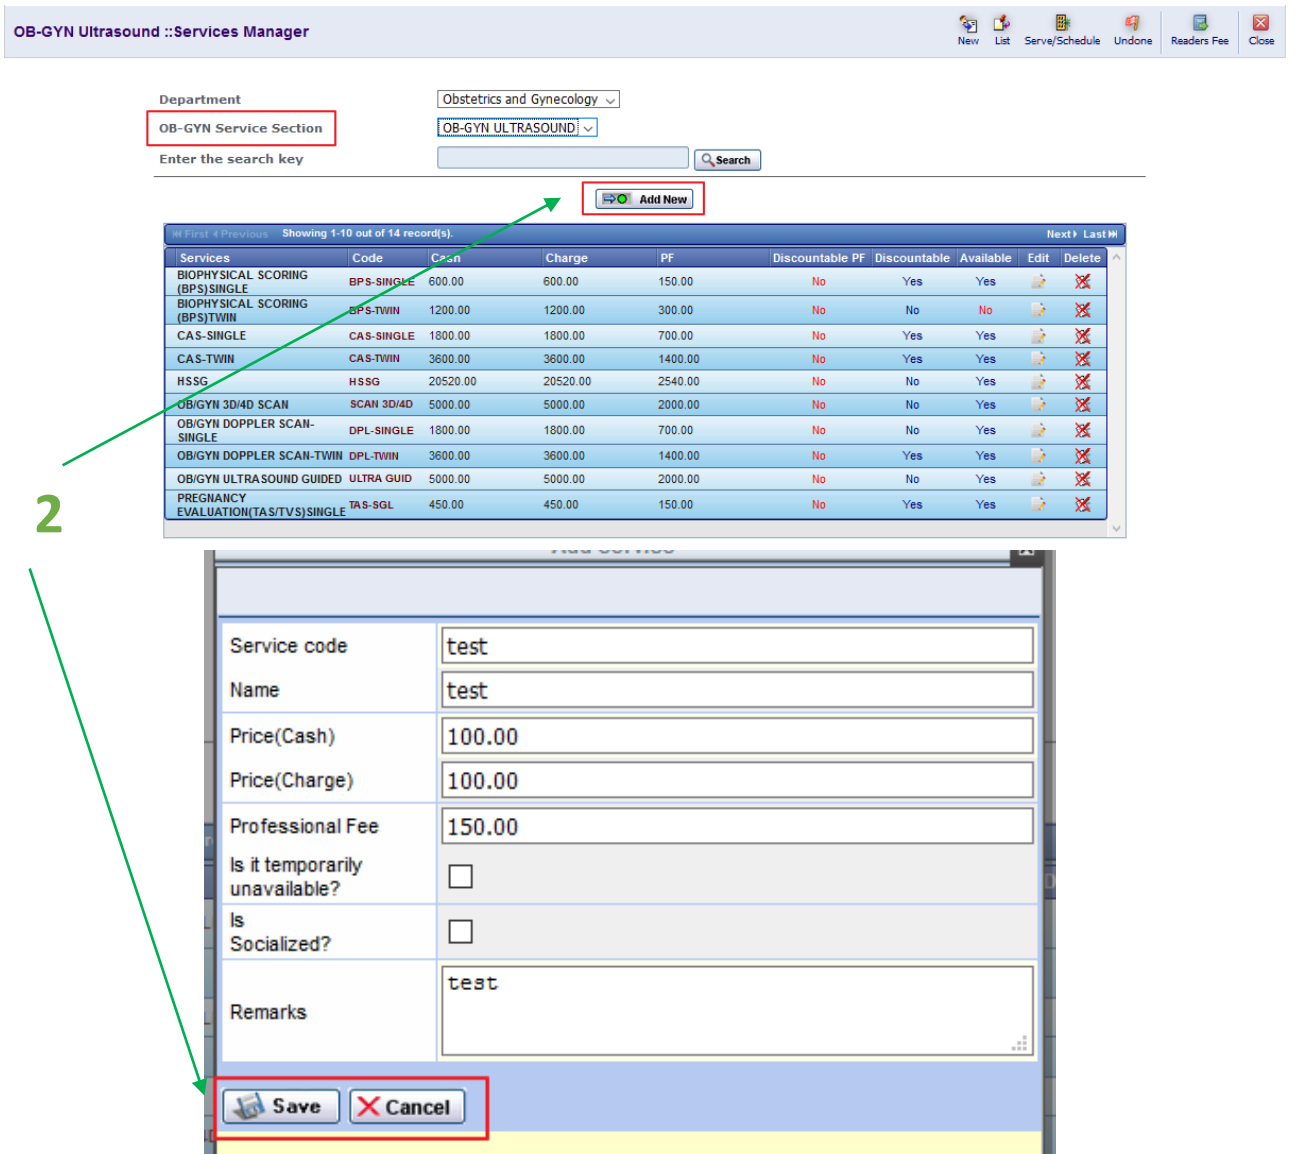 OB-GYN Ultrasound ::Services Manager
New List Serve/Schedule Undone Readers Fee Close
Department Obstetrics and Gynecology
OB-GYN Service Section OB-GYN ULTRASOUND
Enter the search key Search
Add New
First Previous Showing 1-10 out of 14 record(s). Next Last
Services Code Cash Charge PF Discountable PF Discountable Available Edit Delete
BIOPHYSICAL SCORING
(BPS)SINGLE BPS-SINGLE 600.00 600.00 150.00 No Yes Yes
BIOPHYSICAL SCORING
(BPS)TWIN BPS-TWIN 1200.00 1200.00 300.00 No No No
CAS-SINGLE CAS-SINGLE 1800.00 1800.00 700.00 No Yes Yes
CAS-TWIN CAS-TWIN 3600.00 3600.00 1400.00 No Yes Yes
HSSG HSSG 20520.00 20520.00 2540.00 No No Yes
OB/GYN 3D/4D SCAN SCAN 3D/4D 5000.00 5000.00 2000.00 No No Yes
OB/GYN DOPPLER SCAN-
SINGLE DPL-SINGLE 1800.00 1800.00 700.00 No No Yes
OB/GYN DOPPLER SCAN-TWIN DPL-TWIN 3600.00 3600.00 1400.00 No Yes Yes
OB/GYN ULTRASOUND GUIDED ULTRA GUID 5000.00 5000.00 2000.00 No No Yes
PREGNANCY
EVALUATION(TAS/TVS)SINGLE TAS-SGL 450.00 450.00 150.00 No Yes Yes
2
Add Service
Service code test
Name test
Price(Cash) 100.00
Price(Charge) 100.00
Professional Fee 150.00
Is it temporarily
unavailable?
Is
Socialized?
Remarks test
Save Cancel